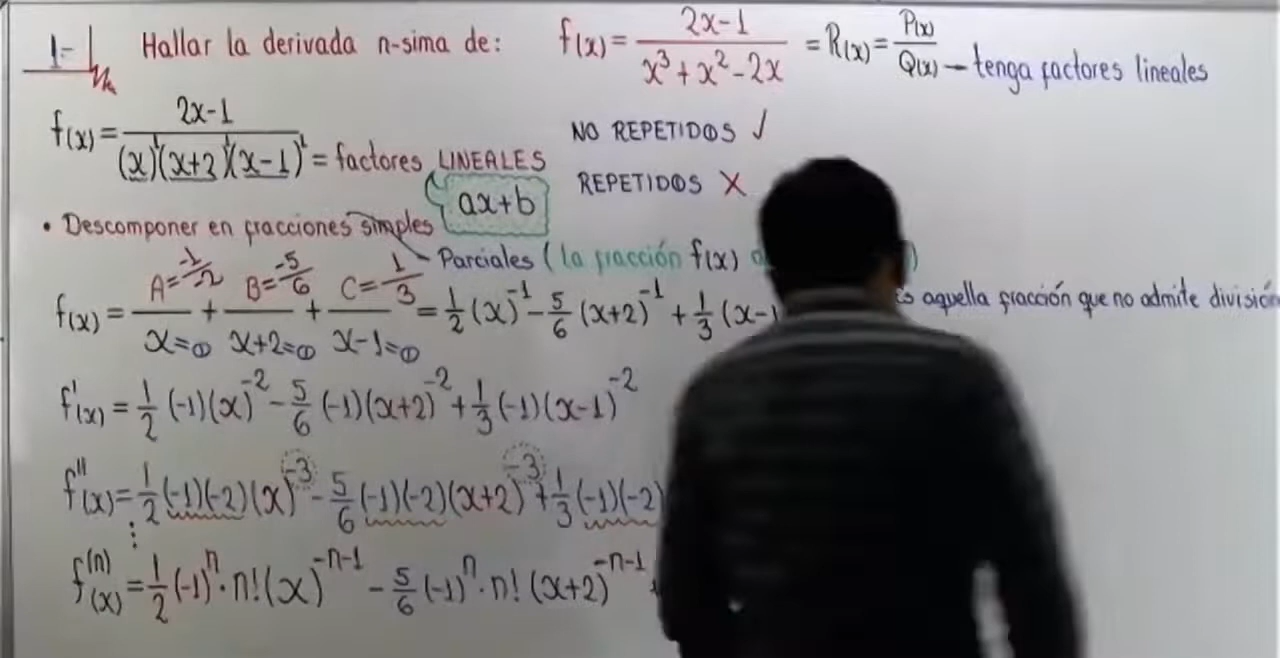 1- Hallar la derivada n-sima de: f(x) = (2x-1)/(x³+x²-2x) = R(x) = P(x)/Q(x) — tenga factores lineales
f(x) = (2x-1)/((x)¹(x+2)¹(x-1)¹) = factores LINEALES
NO REPETIDOS ✓
REPETIDOS X
ax+b
• Descomponer en fracciones simples
Parciales (la fracción f(x)
f(x) = (A=-1/-2)/(x=0) + (B=-5/6)/(x+2=0) + (C=1/3)/(x-1=0) = 1/2 (x)⁻¹ - 5/6 (x+2)⁻¹ + 1/3 (x-1
aquella fracción que no admite división
f'(x) = 1/2 (-1)(x)⁻² - 5/6 (-1)(x+2)⁻² + 1/3 (-1)(x-1)⁻²
f''(x) = 1/2 (-1)(-2)(x)⁻³ - 5/6 (-1)(-2)(x+2)⁻³ + 1/3 (-1)(-2)
⋮
f⁽ⁿ⁾(x) = 1/2 (-1)ⁿ · n! (x)⁻ⁿ⁻¹ - 5/6 (-1)ⁿ · n! (x+2)⁻ⁿ⁻¹